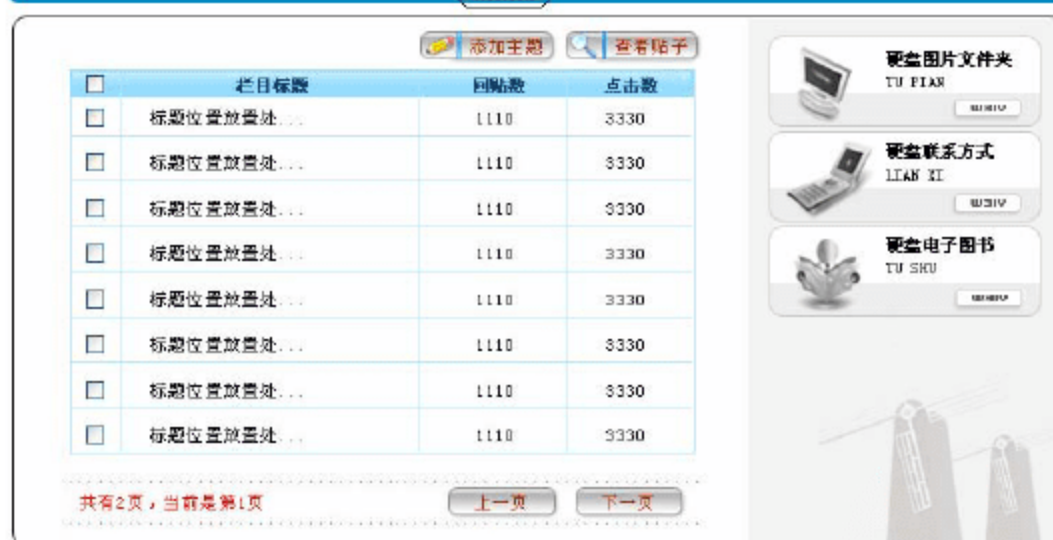 添加主题 查看贴子
栏目标题 回贴数 点击数
标题位置放置处... 1110 3330
标题位置放置处... 1110 3330
标题位置放置处... 1110 3330
标题位置放置处... 1110 3330
标题位置放置处... 1110 3330
标题位置放置处... 1110 3330
标题位置放置处... 1110 3330
标题位置放置处... 1110 3330
共有2页，当前是第1页 上一页 下一页
硬盘图片文件夹
TU PIAN
硬盘联系方式
LIAN XI
硬盘电子图书
TU SHU